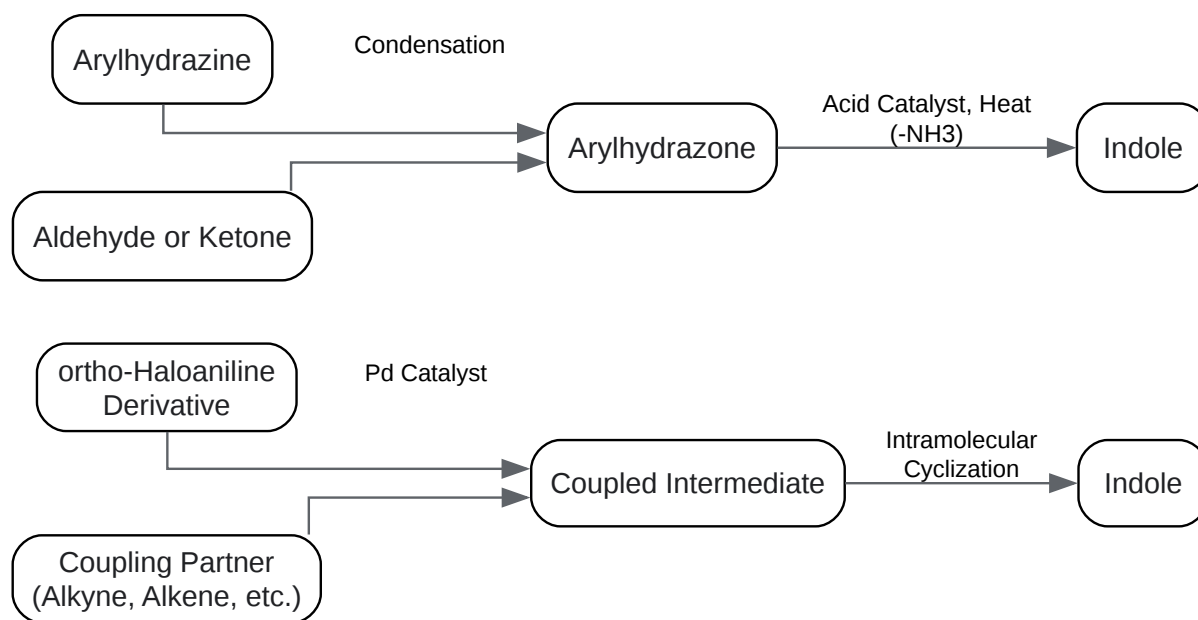 Arylhydrazine
Condensation
Aldehyde or Ketone
Arylhydrazone
Acid Catalyst, Heat
(-NH3)
Indole
ortho-Haloaniline
Derivative
Pd Catalyst
Coupling Partner
(Alkyne, Alkene, etc.)
Coupled Intermediate
Intramolecular
Cyclization
Indole